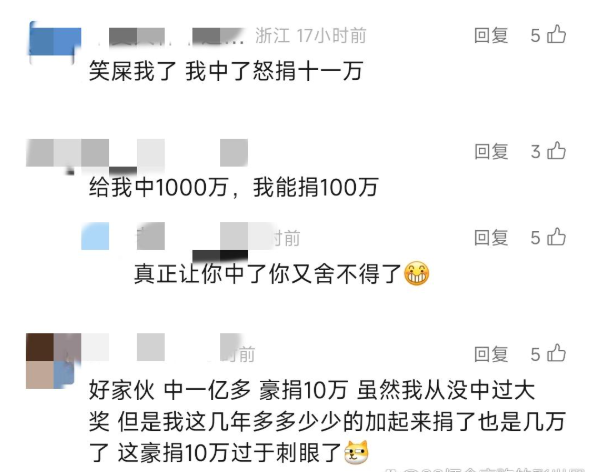 浙江 17小时前 回复 5
笑屎我了 我中了怒捐十一万
回复 3
给我中1000万，我能捐100万
时前 回复 5
真正让你中了你又舍不得了😁
前 回复 5
好家伙 中一亿多 豪捐10万 虽然我从没中过大
奖 但是我这几年多多少少的加起来捐了也是几万
了 这豪捐10万过于刺眼了